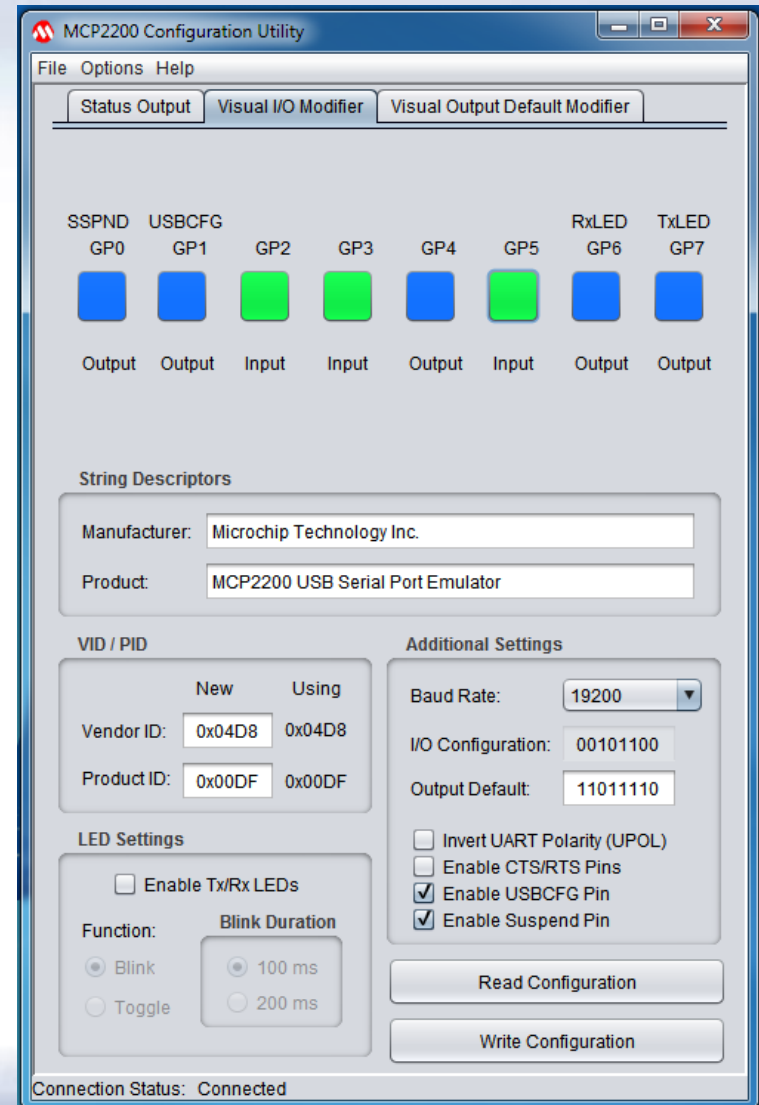 MCP2200 Configuration Utility
File Options Help
Status Output Visual I/O Modifier Visual Output Default Modifier
SSPND USBCFG RxLED TxLED
GP0 GP1 GP2 GP3 GP4 GP5 GP6 GP7
Output Output Input Input Output Input Output Output
String Descriptors
Manufacturer: Microchip Technology Inc.
Product: MCP2200 USB Serial Port Emulator
VID / PID
New Using
Vendor ID: 0x04D8 0x04D8
Product ID: 0x00DF 0x00DF
LED Settings
Enable Tx/Rx LEDs
Function: Blink Duration
Blink 100 ms
Toggle 200 ms
Additional Settings
Baud Rate: 19200
I/O Configuration: 00101100
Output Default: 11011110
Invert UART Polarity (UPOL)
Enable CTS/RTS Pins
Enable USBCFG Pin
Enable Suspend Pin
Read Configuration
Write Configuration
Connection Status: Connected